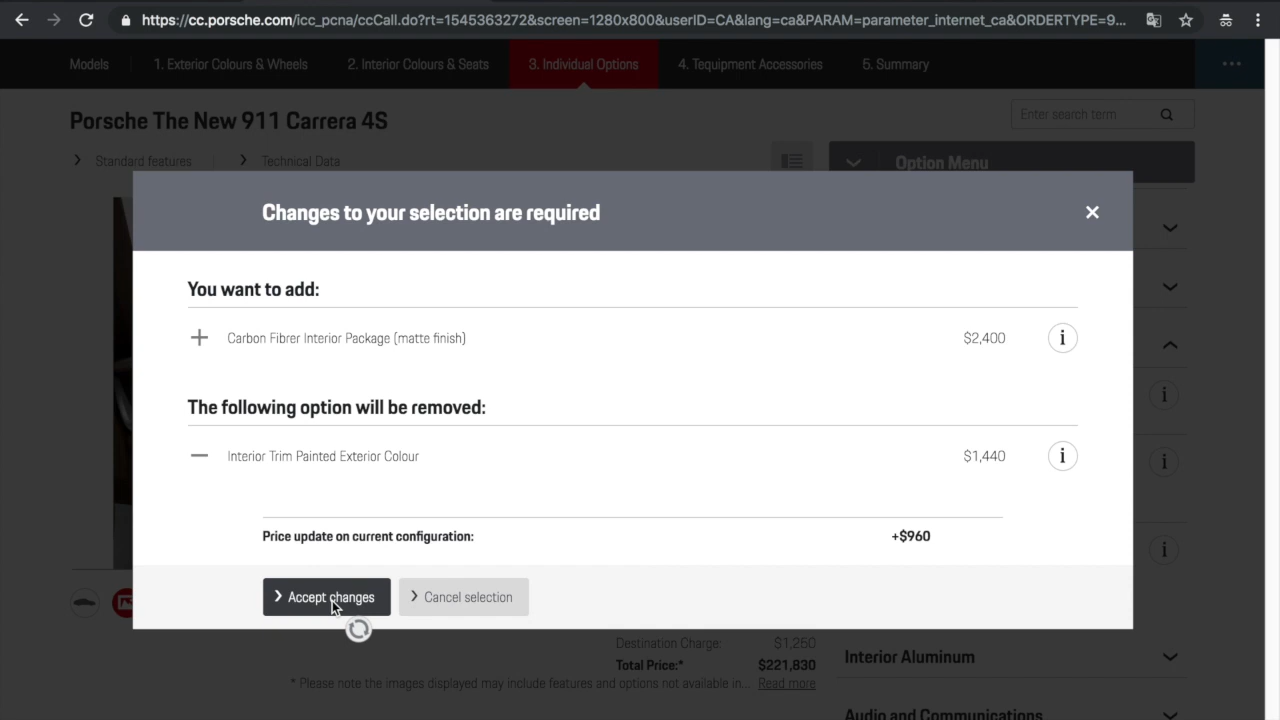 https://cc.porsche.com/icc_pcna/ccCall.do?rt=1545363272&screen=1280x800&userID=CA&lang=ca&PARAM=parameter_internet_ca&ORDERTYPE=9...
Models
1. Exterior Colours & Wheels
2. Interior Colours & Seats
3. Individual Options
4. Tequipment Accessories
5. Summary
Porsche The New 911 Carrera 4S
Enter search term
Standard features
Technical Data
Option Menu
Changes to your selection are required
You want to add:
Carbon Fibrer Interior Package (matte finish) $2,400 i
The following option will be removed:
Interior Trim Painted Exterior Colour $1,440 i
Price update on current configuration: +$960
Accept changes
Cancel selection
i
i
i
Destination Charge: $1,250
Total Price:* $221,830
* Please note the images displayed may include features and options not available in... Read more
Interior Aluminum
Audio and Communications